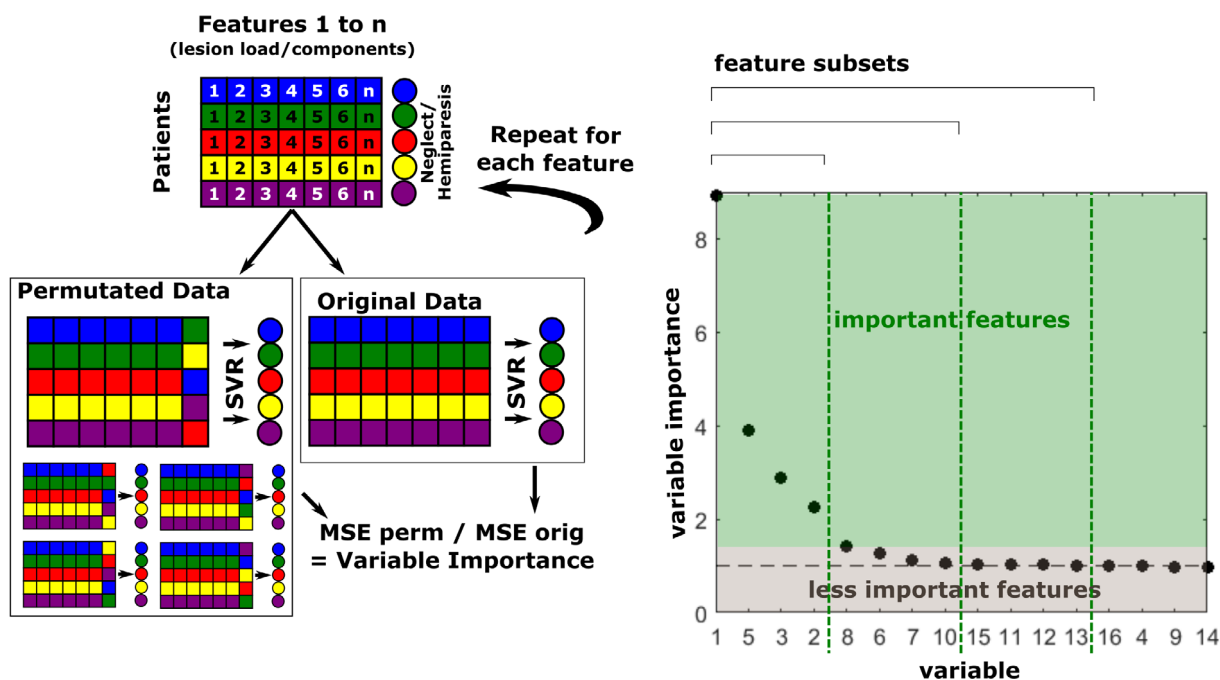 Features 1 to n
(lesion load/components)
Patients
1 2 3 4 5 6 n
1 2 3 4 5 6 n
1 2 3 4 5 6 n
1 2 3 4 5 6 n
1 2 3 4 5 6 n
Neglect/
Hemiparesis
Repeat for
each feature
Permutated Data
SVR
Original Data
SVR
MSE perm / MSE orig
= Variable Importance
feature subsets
variable importance
8
6
4
2
0
important features
less important features
1 5 3 2 8 6 7 10 15 11 12 13 16 4 9 14
variable